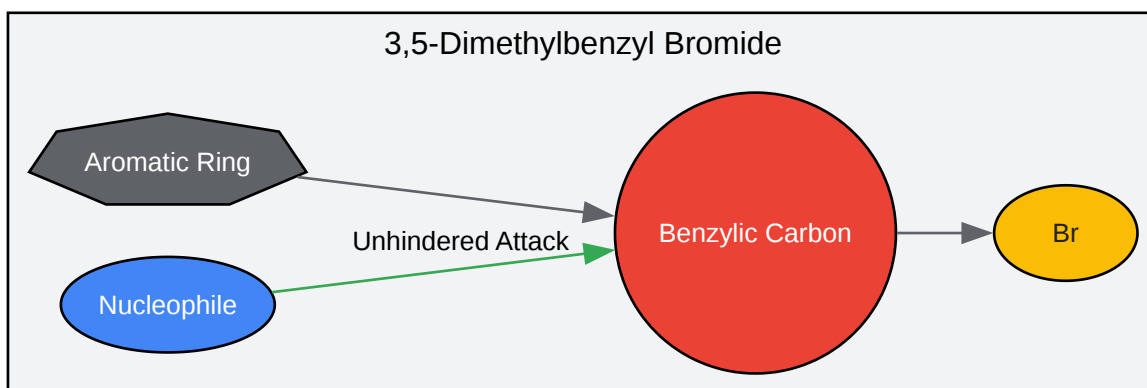 3,5-Dimethylbenzyl Bromide
Aromatic Ring
Unhindered Attack
Benzylic Carbon
Br
Nucleophile